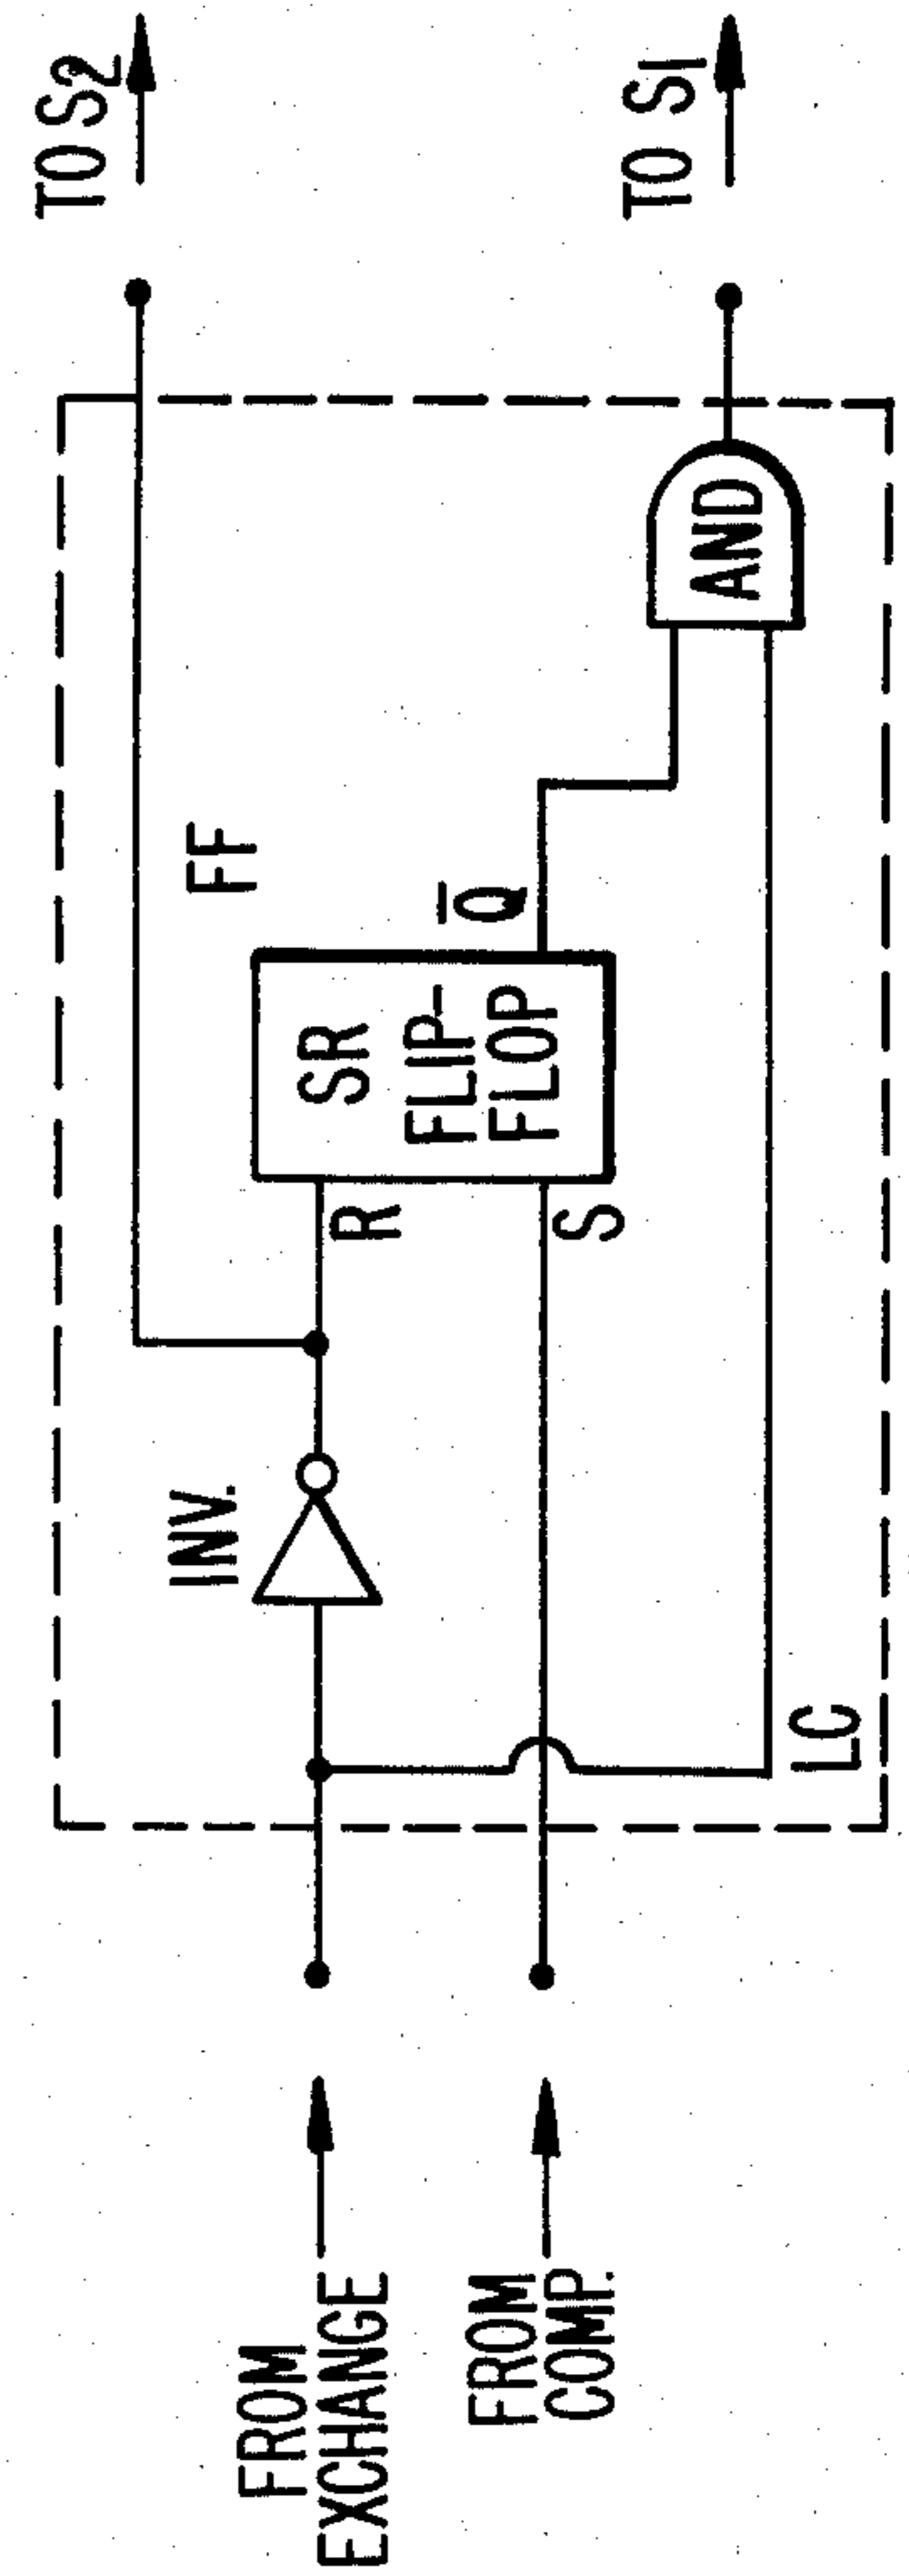 FROM
EXCHANGE
FROM
COMP.
INV.
R
S
SR
FLIP-
FLOP
Q̅
FF
LC
AND
TO S2
TO S1